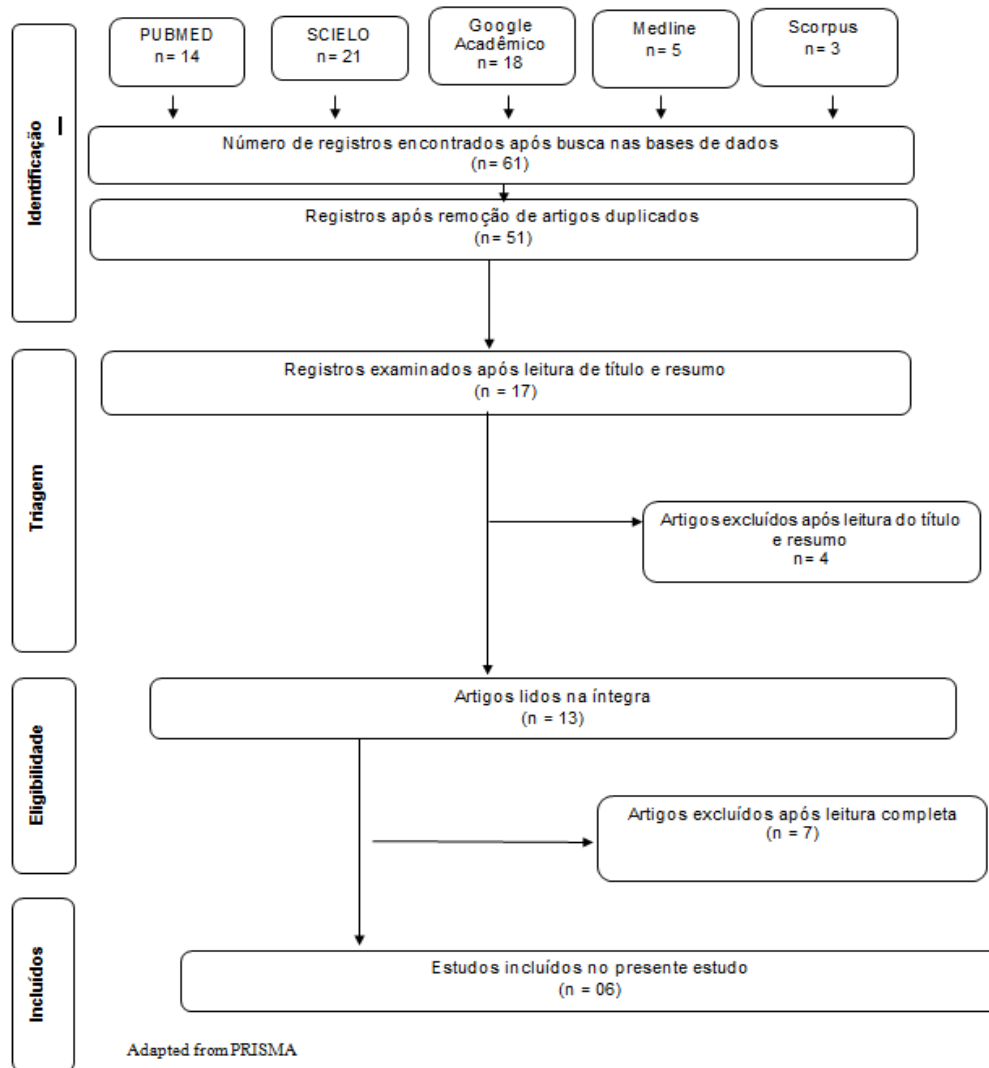 Identificação
PUBMED
n= 14
SCIELO
n= 21
Google
Acadêmico
n= 18
Medline
n= 5
Scorpus
n= 3
Número de registros encontrados após busca nas bases de dados
(n= 61)
Registros após remoção de artigos duplicados
(n= 51)
Triagem
Registros examinados após leitura de título e resumo
(n = 17)
Artigos excluídos após leitura do título
e resumo
n= 4
Eligibilidade
Artigos lidos na íntegra
(n = 13)
Artigos excluídos após leitura completa
(n = 7)
Incluídos
Estudos incluídos no presente estudo
(n = 06)
Adapted from PRISMA